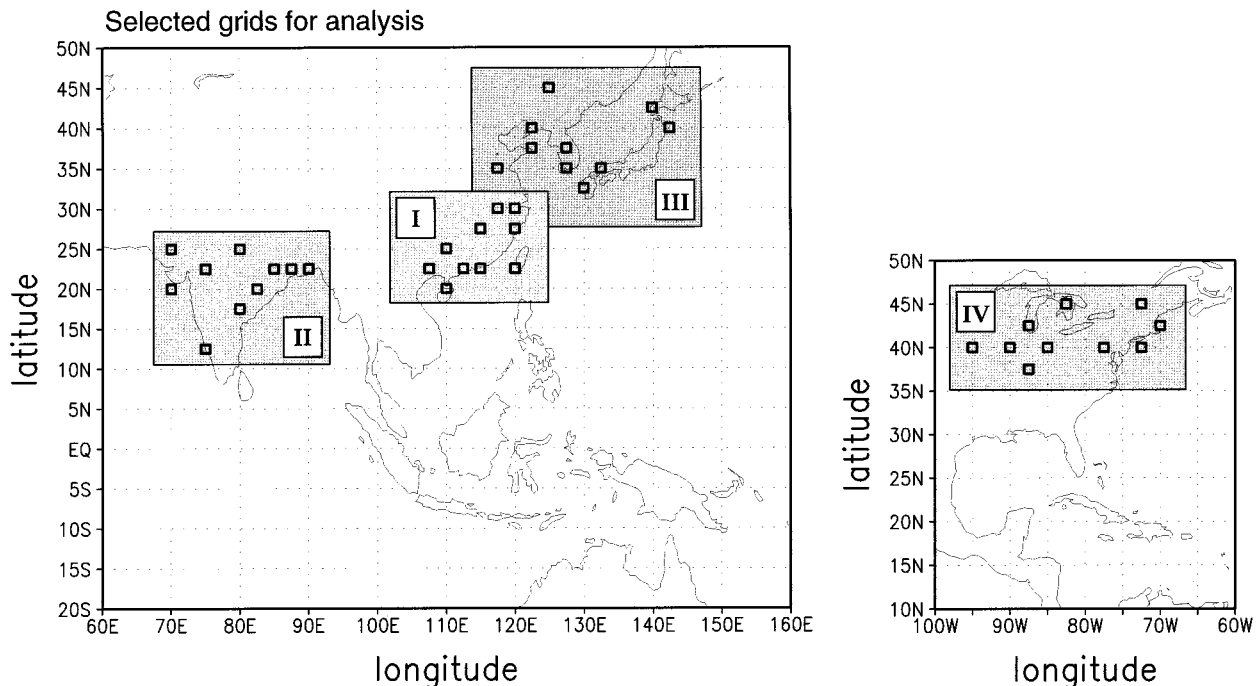 Selected grids for analysis
50N
45N
40N
35N
30N
25N
20N
15N
10N
5N
EQ
5S
10S
15S
20S
latitude
I
II
III
60E 70E 80E 90E 100E 110E 120E 130E 140E 150E 160E
longitude
50N
45N
40N
35N
30N
25N
20N
15N
10N
latitude
IV
100W 90W 80W 70W 60W
longitude